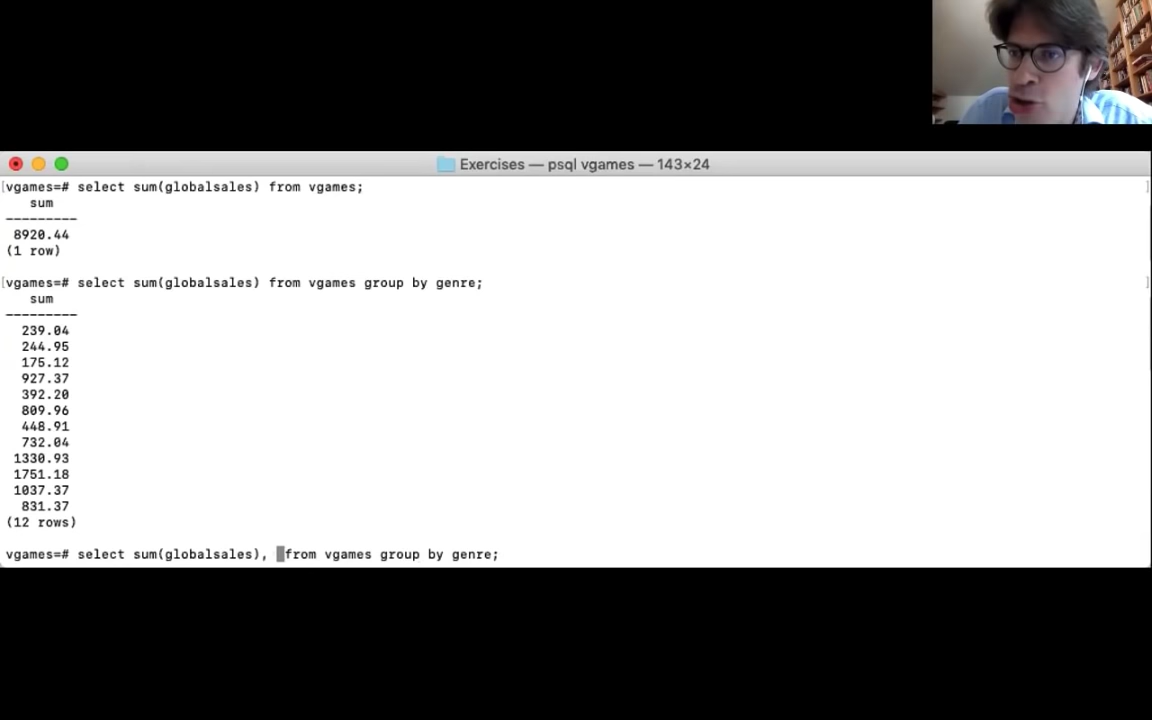 Exercises — psql vgames — 143×24
[vgames=# select sum(globalsales) from vgames; ]
sum
---------
8920.44
(1 row)
[vgames=# select sum(globalsales) from vgames group by genre; ]
sum
---------
239.04
244.95
175.12
927.37
392.20
809.96
448.91
732.04
1330.93
1751.18
1037.37
831.37
(12 rows)
vgames=# select sum(globalsales), from vgames group by genre;